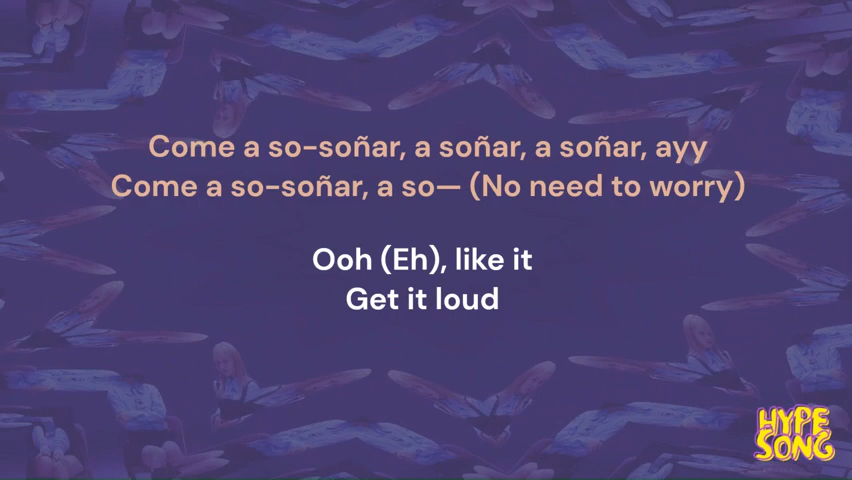 Come a so-soñar, a soñar, a soñar, ayy
Come a so-soñar, a so— (No need to worry)
Ooh (Eh), like it
Get it loud
HYPE
SONG